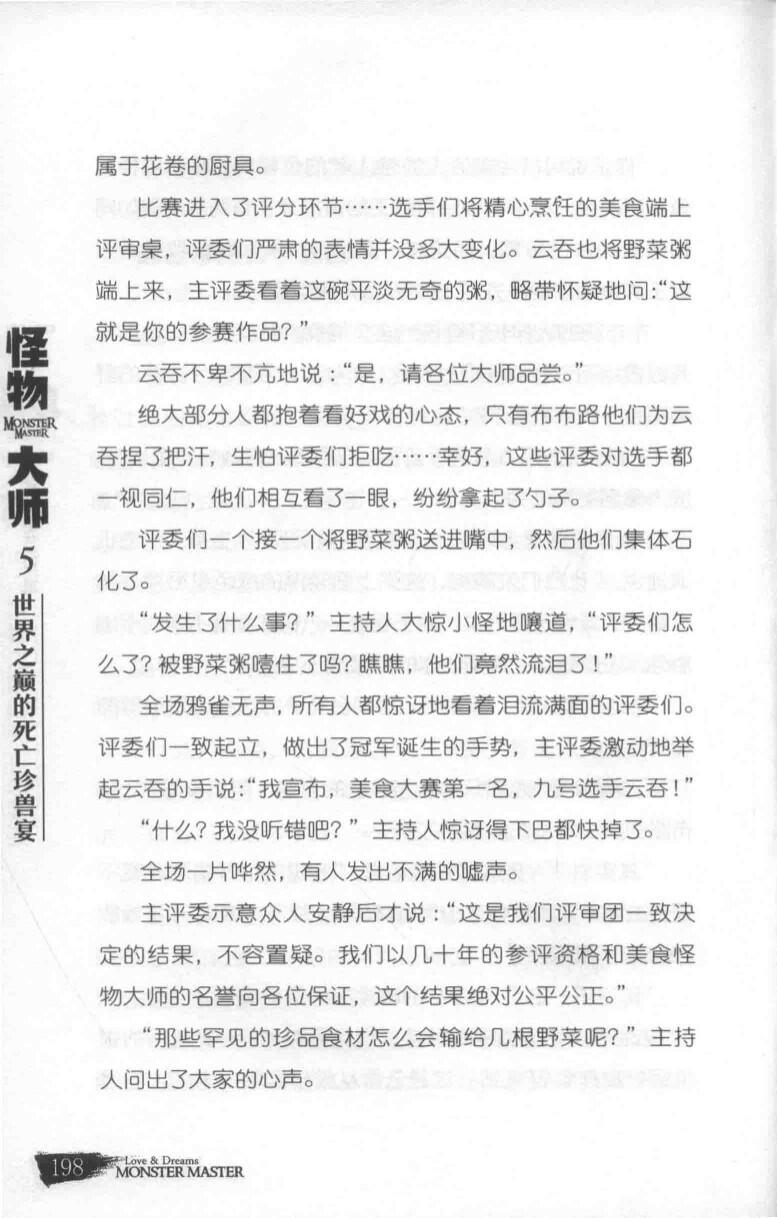 属于花卷的厨具。
比赛进入了评分环节……选手们将精心烹饪的美食端上
评审桌，评委们严肃的表情并没多大变化。云吞也将野菜粥
端上来，主评委看着这碗平淡无奇的粥，略带怀疑地问：“这
就是你的参赛作品？”
云吞不卑不亢地说：“是，请各位大师品尝。”
绝大部分人都抱着看好戏的心态，只有布布路他们为云
吞捏了把汗，生怕评委们拒吃……幸好，这些评委对选手都
一视同仁，他们相互看了一眼，纷纷拿起了勺子。
评委们一个接一个将野菜粥送进嘴中，然后他们集体石
化了。
“发生了什么事？”主持人大惊小怪地嚷道，“评委们怎
么了？被野菜粥噎住了吗？瞧瞧，他们竟然流泪了！”
全场鸦雀无声，所有人都惊讶地看着泪流满面的评委们。
评委们一致起立，做出了冠军诞生的手势，主评委激动地举
起云吞的手说：“我宣布，美食大赛第一名，九号选手云吞！”
“什么？我没听错吧？”主持人惊讶得下巴都快掉了。
全场一片哗然，有人发出不满的嘘声。
主评委示意众人安静后才说：“这是我们评审团一致决
定的结果，不容置疑。我们以几十年的参评资格和美食怪
物大师的名誉向各位保证，这个结果绝对公平公正。”
“那些罕见的珍品食材怎么会输给几根野菜呢？”主持
人问出了大家的心声。
怪物
MONSTER
MASTER
大师
5
世界之巅的死亡珍兽宴
198
Love & Dreams
MONSTER MASTER